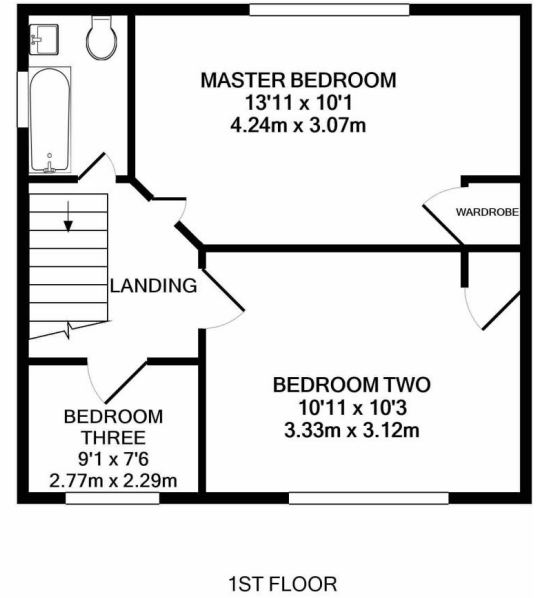 MASTER BEDROOM
13'11 x 10'1
4.24m x 3.07m
WARDROBE
LANDING
BEDROOM TWO
10'11 x 10'3
3.33m x 3.12m
BEDROOM
THREE
9'1 x 7'6
2.77m x 2.29m
1ST FLOOR